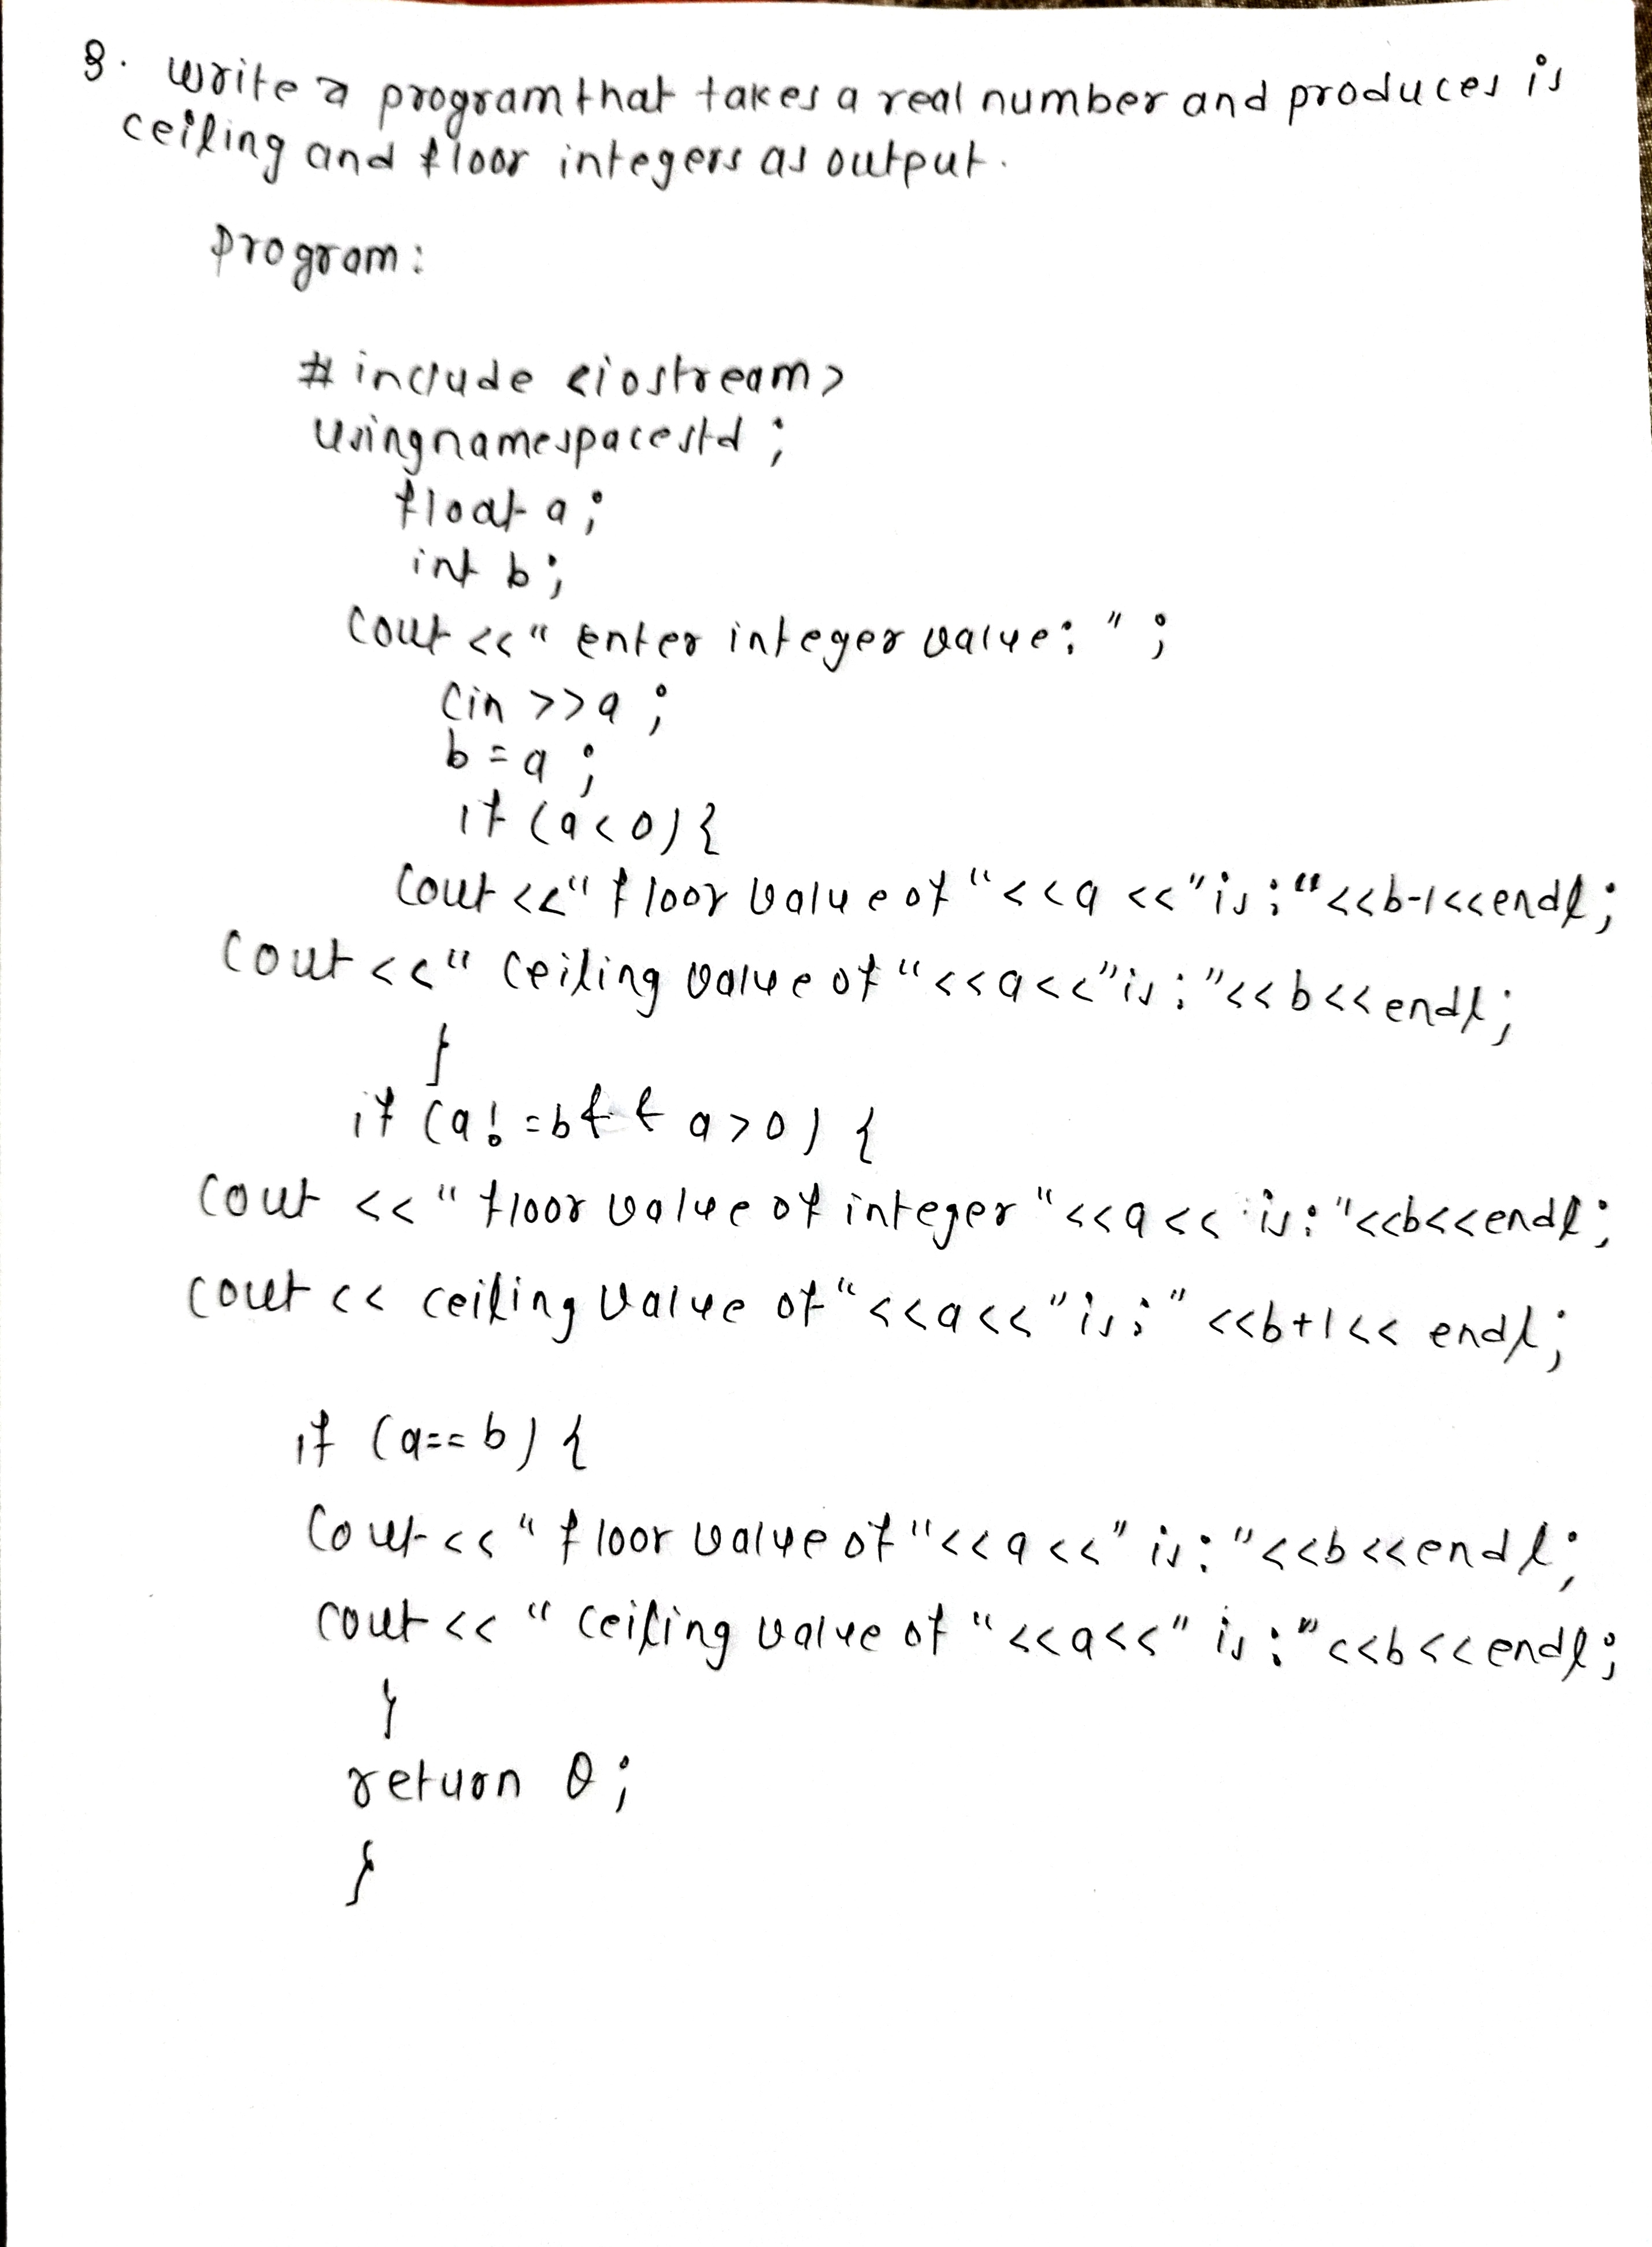 8. write a program that takes a real number and produces is
ceiling and floor integers as output.
program:
# include <iostream>
using namespace std;
float a;
int b;
cout <<" Enter integer value: " ;
cin >>a ;
b = a ;
if (a<0) {
cout <<" floor value of "<<a <<"is:"<<b-1<<endl;
cout <<" ceiling value of "<<a<<"is:"<<b<<endl;
}
if (a!=b&& a>0) {
cout <<" floor value of integer "<<a<< is:"<<b<<endl;
cout << ceiling value of "<<a<<"is:" <<b+1<< endl;
if (a==b) {
cout <<" floor value of "<<a<<" is:"<<b<<endl;
cout << " ceiling value of "<<a<<" is:"<<b<<endl;
}
return 0;
}